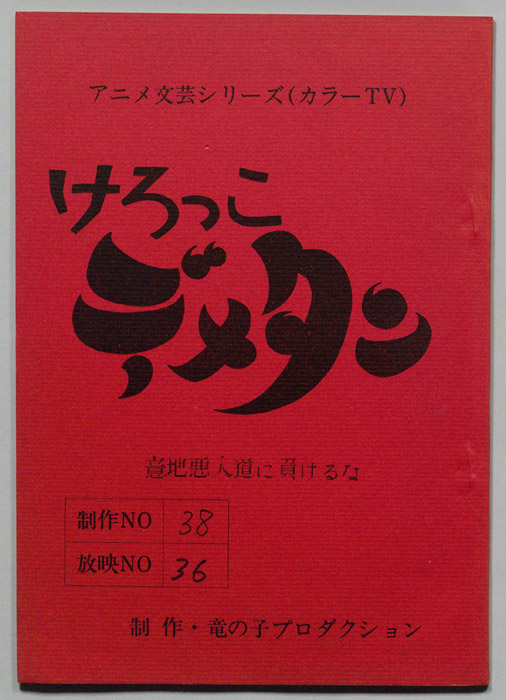 アニメ文芸シリーズ(カラーTV)
けろっこ
デメタン
意地悪入道に負けるな
制作NO 38
放映NO 36
制作・竜の子プロダクション